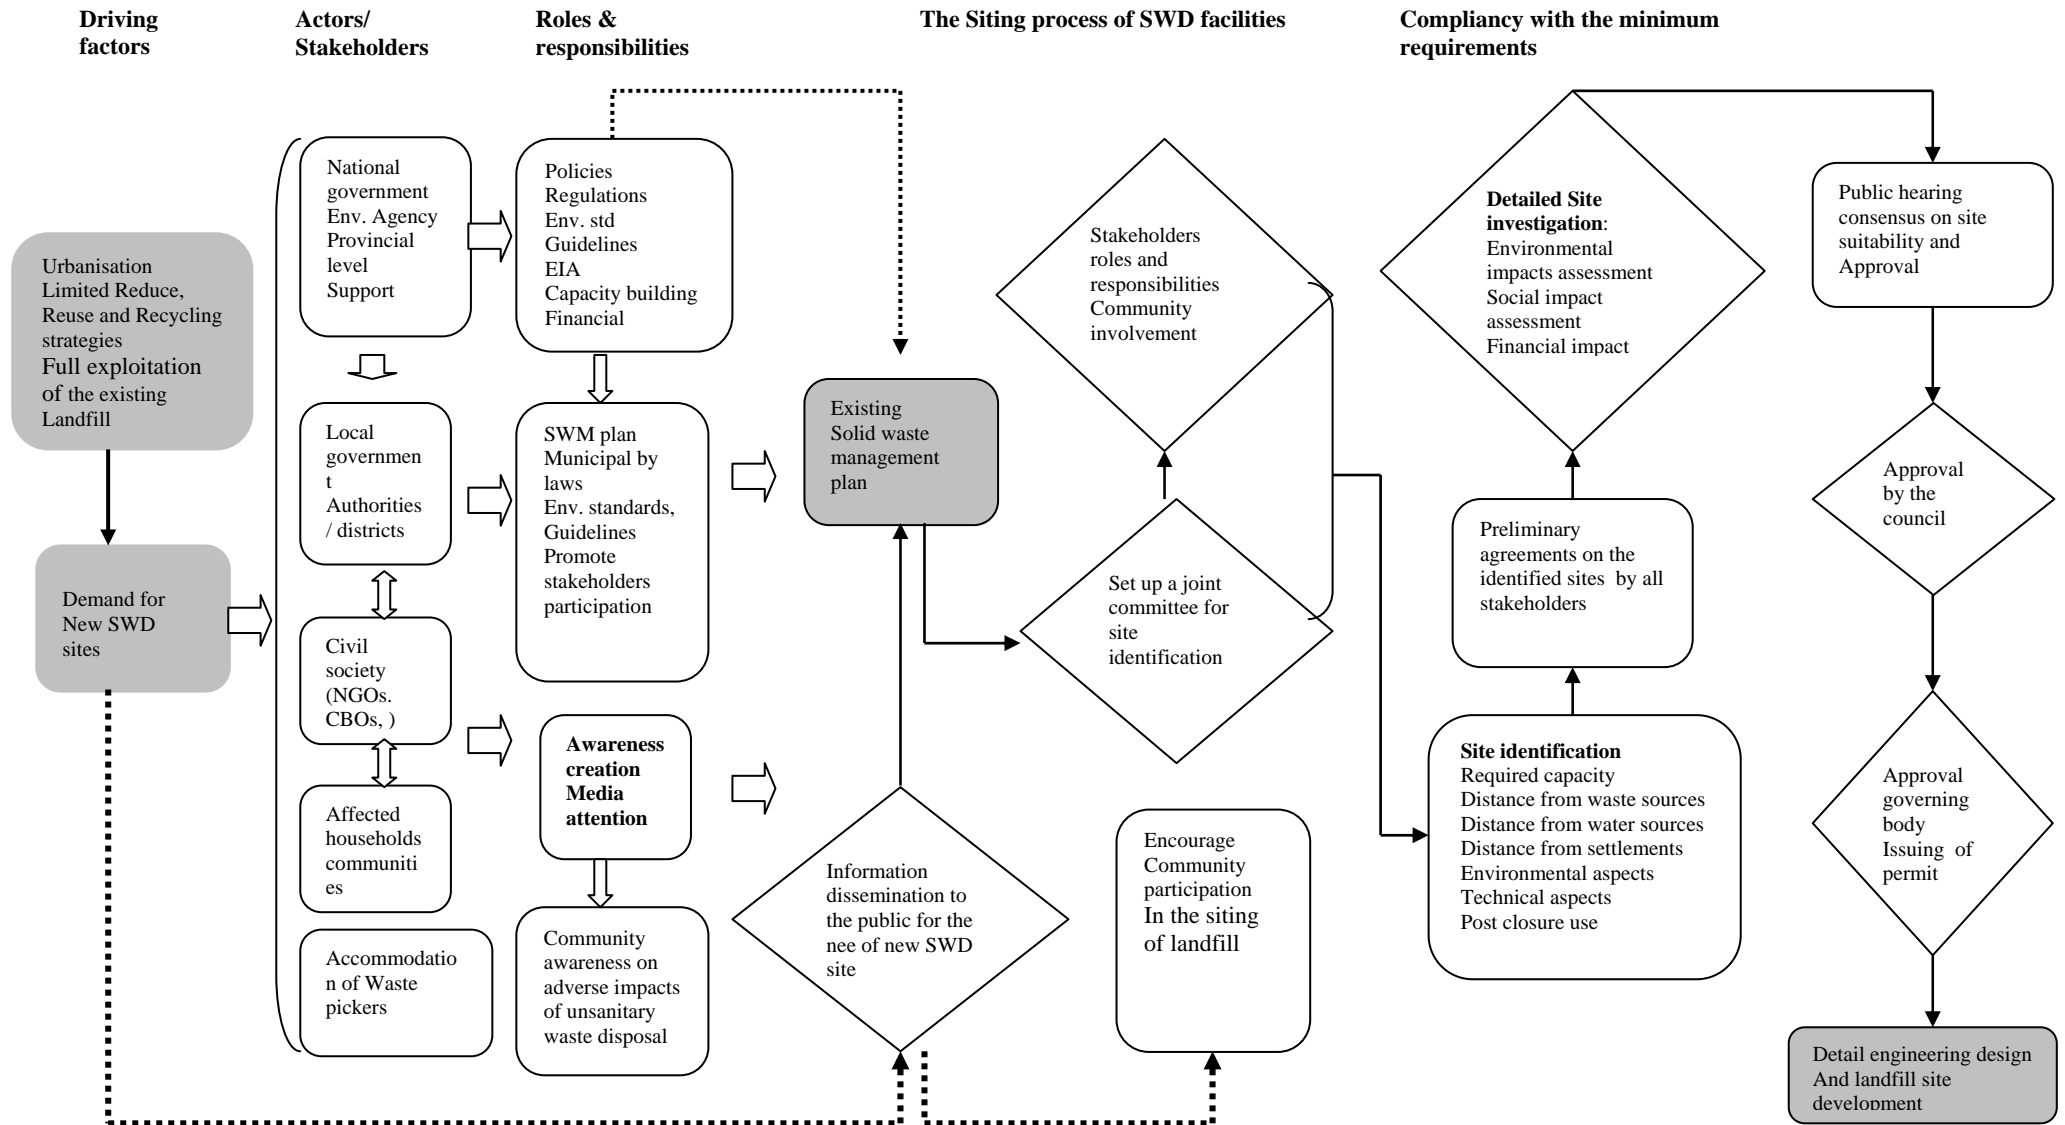 Driving
factors
Actors/
Stakeholders
Roles &
responsibilities
The Siting process of SWD facilities
Compliancy with the minimum
requirements
Urbanisation
Limited Reduce,
Reuse and Recycling
strategies
Full exploitation
of the existing
Landfill
Demand for
New SWD
sites
National
government
Env. Agency
Provincial
level
Support
Local
governmen
t
Authorities
/ districts
Civil
society
(NGOs.
CBOs, )
Affected
households
communiti
es
Accommodatio
n of Waste
pickers
Policies
Regulations
Env. std
Guidelines
EIA
Capacity building
Financial
SWM plan
Municipal by
laws
Env. standards,
Guidelines
Promote
stakeholders
participation
Awareness
creation
Media
attention
Community
awareness on
adverse impacts
of unsanitary
waste disposal
Existing
Solid waste
management
plan
Information
dissemination to
the public for the
nee of new SWD
site
Stakeholders
roles and
responsibilities
Community
involvement
Set up a joint
committee for
site
identification
Encourage
Community
participation
In the siting
of landfill
Detailed Site
investigation:
Environmental
impacts assessment
Social impact
assessment
Financial impact
Preliminary
agreements on the
identified sites by all
stakeholders
Site identification
Required capacity
Distance from waste sources
Distance from water sources
Distance from settlements
Environmental aspects
Technical aspects
Post closure use
Public hearing
consensus on site
suitability and
Approval
Approval
by the
council
Approval
governing
body
Issuing of
permit
Detail engineering design
And landfill site
development